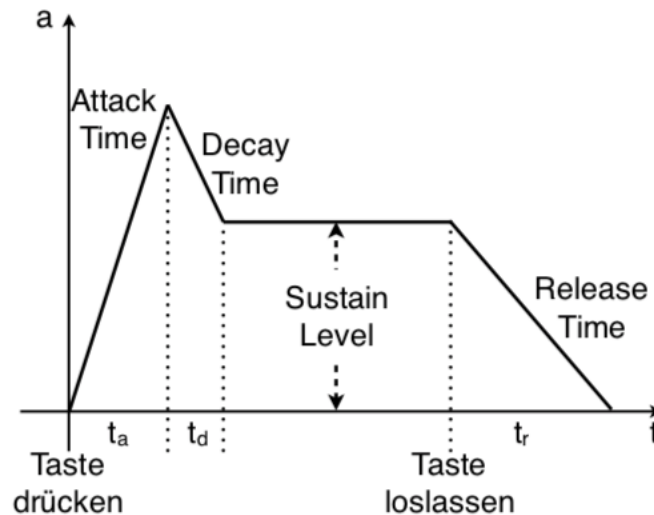 a
Attack
Time
Decay
Time
Sustain
Level
Release
Time
tₐ
t_d
t_r
t
Taste
drücken
Taste
loslassen